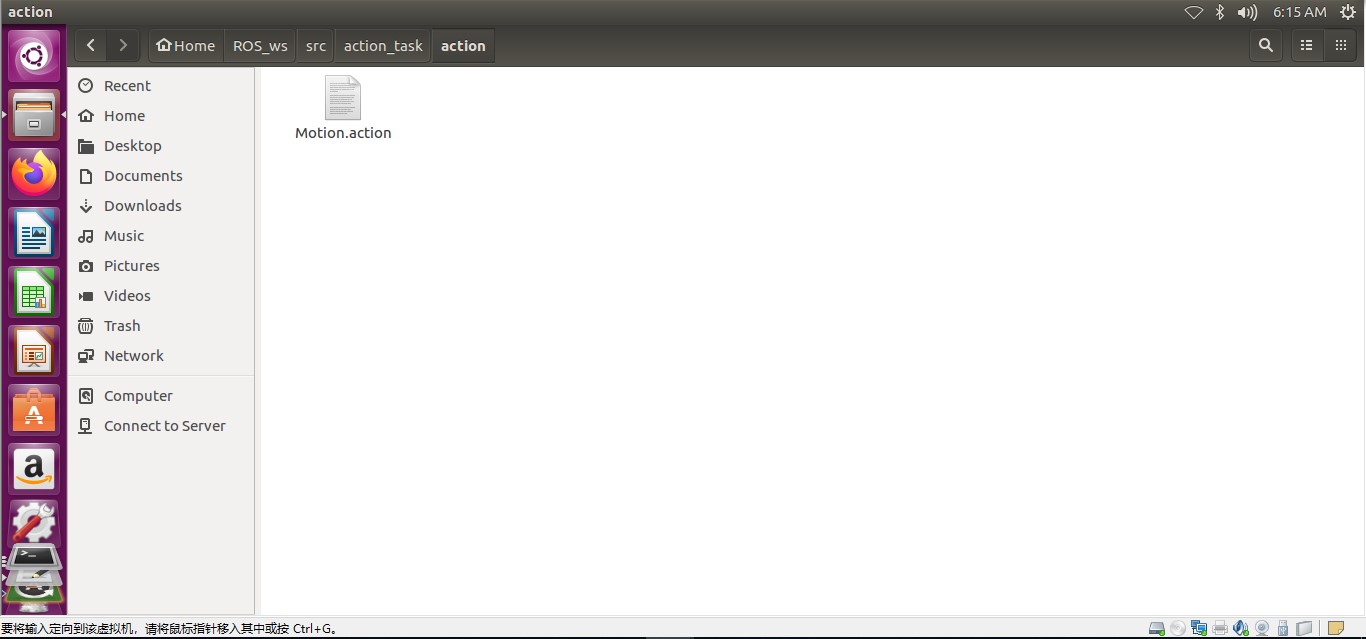 action
6:15 AM
Home
ROS_ws
src
action_task
action
Recent
Home
Desktop
Documents
Downloads
Music
Pictures
Videos
Trash
Network
Computer
Connect to Server
Motion.action
要将输入定向到该虚拟机，请将鼠标指针移入其中或按 Ctrl+G。